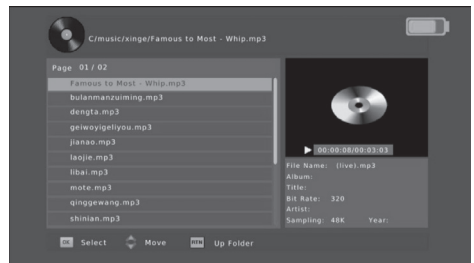 C/music/xinge/Famous to Most - Whip.mp3
Page 01 / 02
Famous to Most - Whip.mp3
bulanmanzuiming.mp3
dengta.mp3
geiwoyigeliyou.mp3
jianao.mp3
laojie.mp3
libai.mp3
mote.mp3
qinggewang.mp3
shinian.mp3
00:00:08/00:03:03
File Name: (live).mp3
Album:
Title:
Bit Rate: 320
Artist:
Sampling: 48K Year:
OK Select Move RTN Up Folder